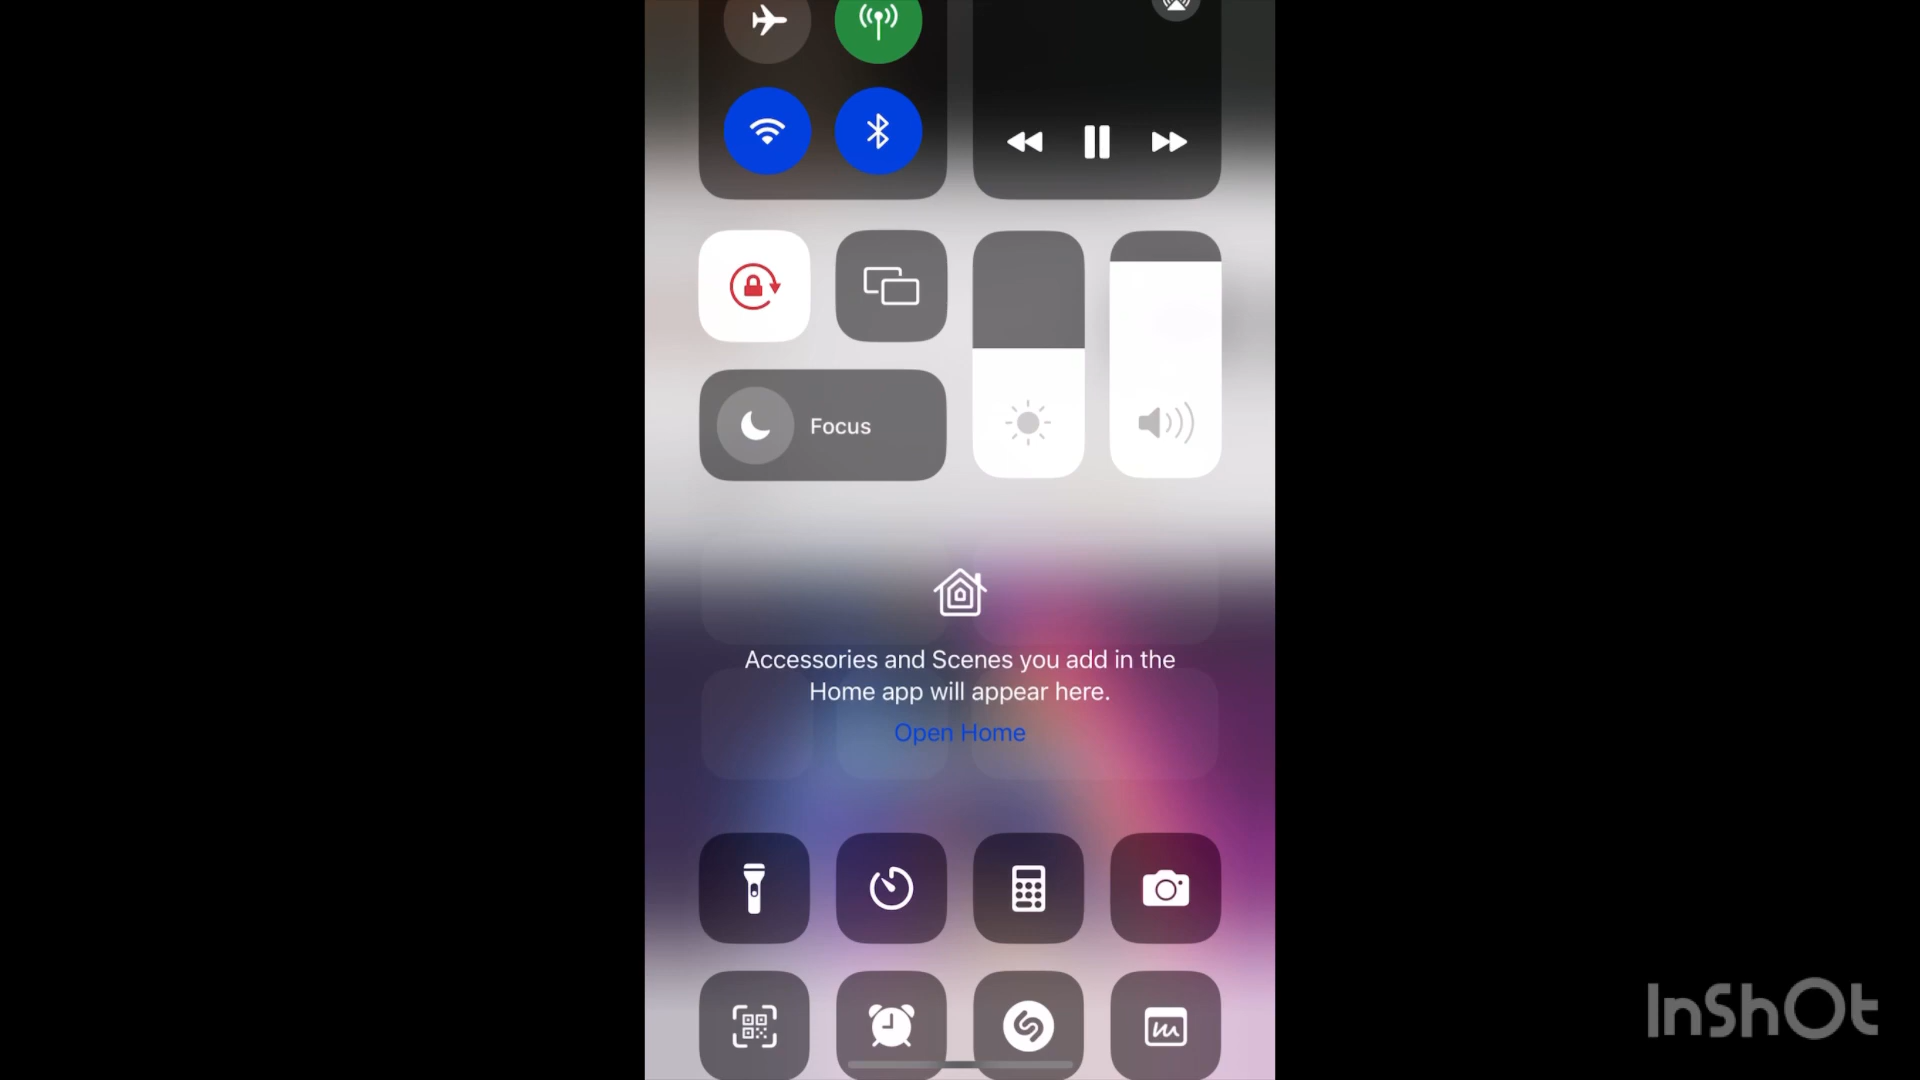 Focus
Accessories and Scenes you add in the
Home app will appear here.
Open Home
InShOt